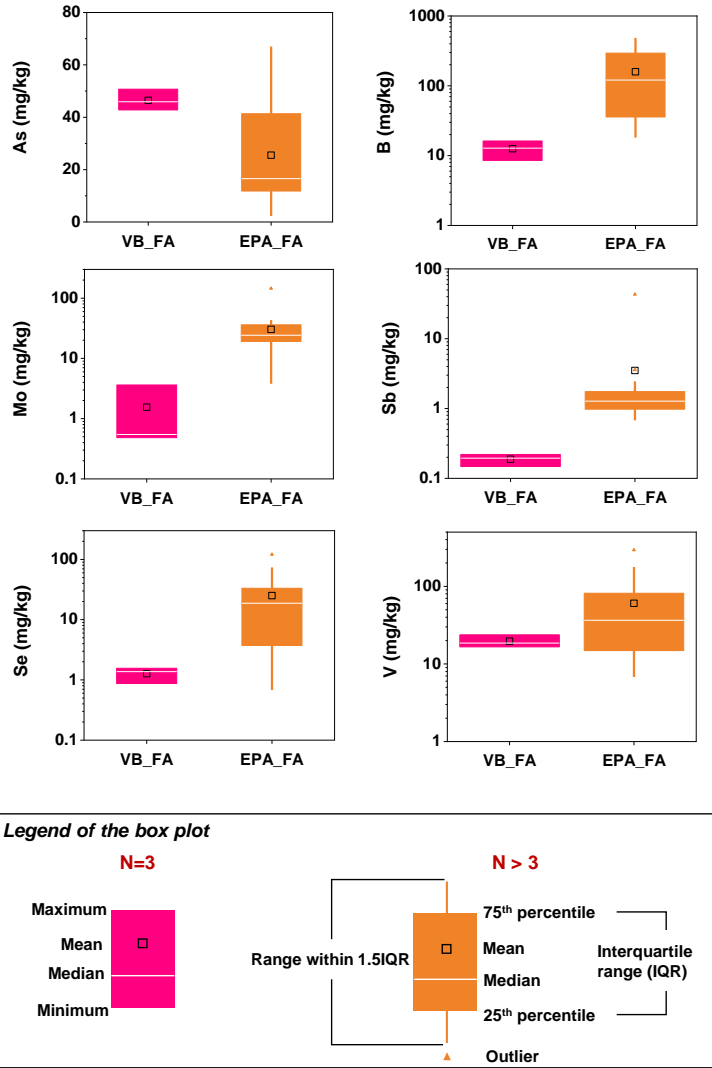 80
60
40
20
0
As (mg/kg)
VB_FA
EPA_FA
1000
100
10
1
B (mg/kg)
VB_FA
EPA_FA
100
10
1
0.1
Mo (mg/kg)
VB_FA
EPA_FA
100
10
1
0.1
Sb (mg/kg)
VB_FA
EPA_FA
100
10
1
0.1
Se (mg/kg)
VB_FA
EPA_FA
100
10
1
V (mg/kg)
VB_FA
EPA_FA
Legend of the box plot
N=3
Maximum
Mean
Median
Minimum
N > 3
Range within 1.5IQR
75th percentile
Mean
Median
25th percentile
Interquartile
range (IQR)
Outlier